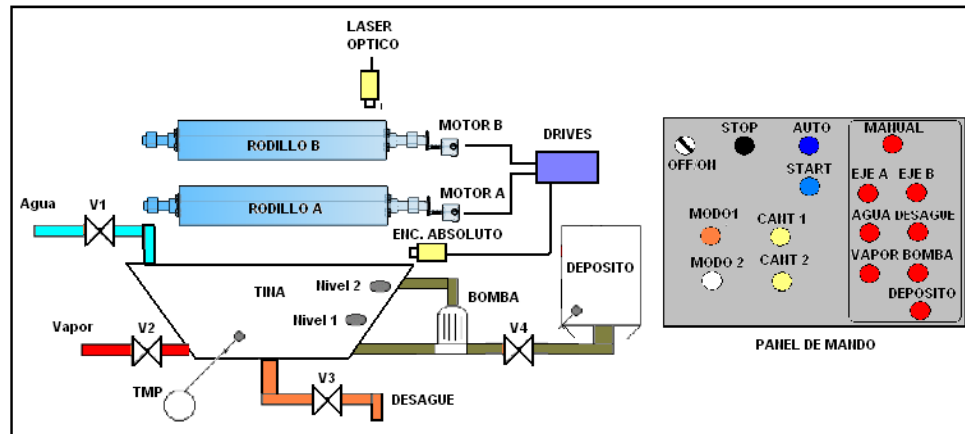 LASER
OPTICO
RODILLO B
MOTOR B
DRIVES
RODILLO A
MOTOR A
Agua
V1
ENC. ABSOLUTO
TINA
Nivel 2
Nivel 1
BOMBA
DEPOSITO
Vapor
V2
V4
TMP
V3
DESAGUE
STOP
AUTO
MANUAL
OFF/ON
START
EJE A
EJE B
MODO1
CANT 1
AGUA
DESAGUE
MODO 2
CANT 2
VAPOR
BOMBA
DEPOSITO
PANEL DE MANDO